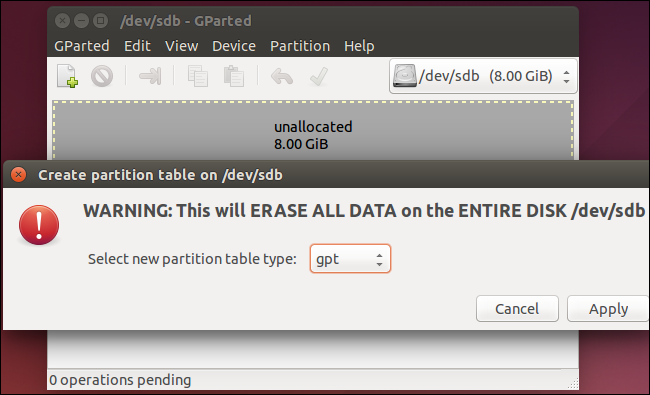 /dev/sdb - GParted
GParted Edit View Device Partition Help
/dev/sdb (8.00 GiB)
unallocated
8.00 GiB
Create partition table on /dev/sdb
WARNING: This will ERASE ALL DATA on the ENTIRE DISK /dev/sdb
Select new partition table type: gpt
Cancel Apply
0 operations pending